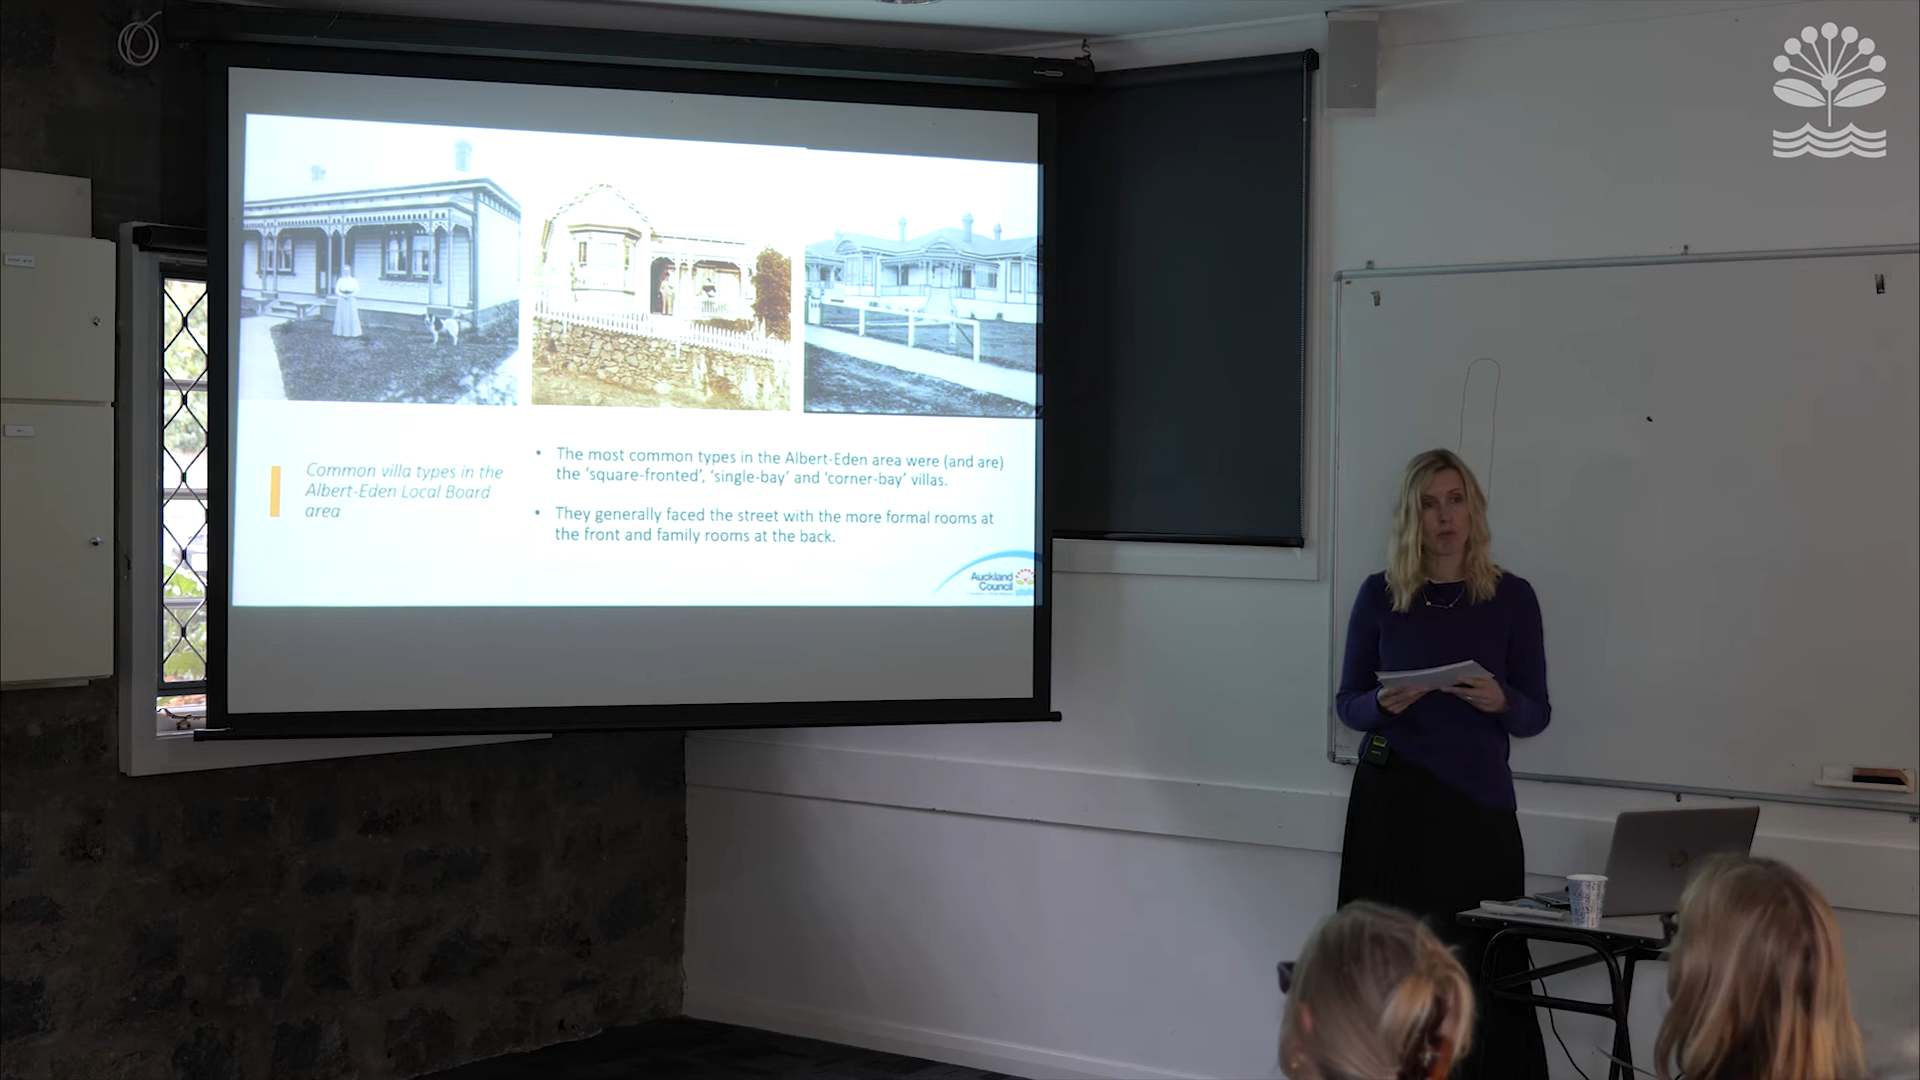 Common villa types in the
Albert-Eden Local Board
area
• The most common types in the Albert-Eden area were (and are)
the ‘square-fronted’, ‘single-bay’ and ‘corner-bay’ villas.
• They generally faced the street with the more formal rooms at
the front and family rooms at the back.
Auckland
Council